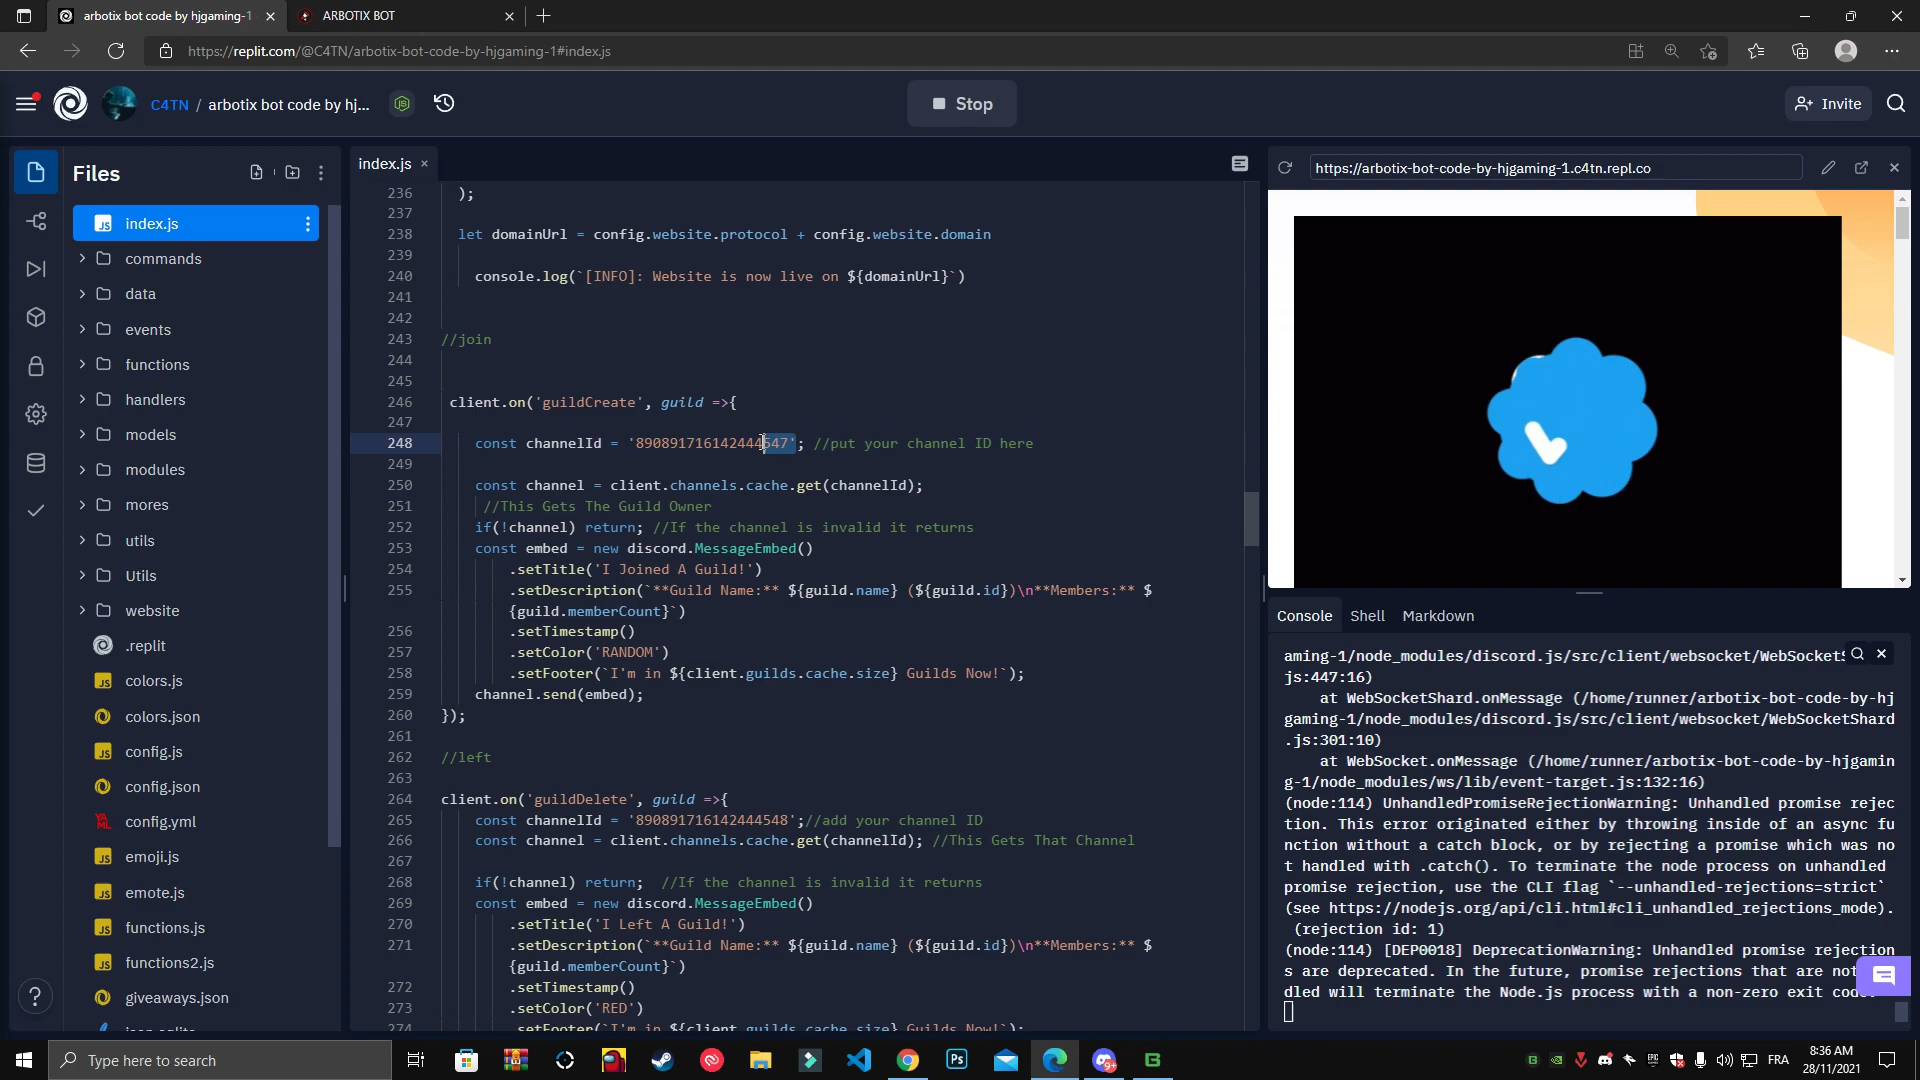 arbotix bot code by hjgaming-1
ARBOTIX BOT
https://replit.com/@C4TN/arbotix-bot-code-by-hjgaming-1#index.js
C4TN / arbotix bot code by hj...
Stop
Invite
Files
index.js
commands
data
events
functions
handlers
models
modules
mores
utils
Utils
website
.replit
colors.js
colors.json
config.js
config.json
config.yml
emoji.js
emote.js
functions.js
functions2.js
giveaways.json
json.sqlite
index.js
236 );
237
238 let domainUrl = config.website.protocol + config.website.domain
239
240 console.log(`[INFO]: Website is now live on ${domainUrl}`)
241
242
243 //join
244
245
246 client.on('guildCreate', guild =>{
247
248 const channelId = '890891716142444547'; //put your channel ID here
249
250 const channel = client.channels.cache.get(channelId);
251 //This Gets The Guild Owner
252 if(!channel) return; //If the channel is invalid it returns
253 const embed = new discord.MessageEmbed()
254 .setTitle('I Joined A Guild!')
255 .setDescription(`**Guild Name:** ${guild.name} (${guild.id})\n**Members:** $
{guild.memberCount}`)
256 .setTimestamp()
257 .setColor('RANDOM')
258 .setFooter(`I'm in ${client.guilds.cache.size} Guilds Now!`);
259 channel.send(embed);
260 });
261
262 //left
263
264 client.on('guildDelete', guild =>{
265 const channelId = '890891716142444548';//add your channel ID
266 const channel = client.channels.cache.get(channelId); //This Gets That Channel
267
268 if(!channel) return; //If the channel is invalid it returns
269 const embed = new discord.MessageEmbed()
270 .setTitle('I Left A Guild!')
271 .setDescription(`**Guild Name:** ${guild.name} (${guild.id})\n**Members:** $
{guild.memberCount}`)
272 .setTimestamp()
273 .setColor('RED')
274 .setFooter(`I'm in ${client.guilds.cache.size} Guilds Now!`);
https://arbotix-bot-code-by-hjgaming-1.c4tn.repl.co
Console Shell Markdown
aming-1/node_modules/discord.js/src/client/websocket/WebSocketS
js:447:16)
at WebSocketShard.onMessage (/home/runner/arbotix-bot-code-by-hj
gaming-1/node_modules/discord.js/src/client/websocket/WebSocketShard
.js:301:10)
at WebSocket.onMessage (/home/runner/arbotix-bot-code-by-hjgamin
g-1/node_modules/ws/lib/event-target.js:132:16)
(node:114) UnhandledPromiseRejectionWarning: Unhandled promise rejec
tion. This error originated either by throwing inside of an async fu
nction without a catch block, or by rejecting a promise which was no
t handled with .catch(). To terminate the node process on unhandled
promise rejection, use the CLI flag `--unhandled-rejections=strict`
(see https://nodejs.org/api/cli.html#cli_unhandled_rejections_mode).
(rejection id: 1)
(node:114) [DEP0018] DeprecationWarning: Unhandled promise rejection
s are deprecated. In the future, promise rejections that are not
dled will terminate the Node.js process with a non-zero exit code.
Type here to search
Ps
FRA
8:36 AM
28/11/2021